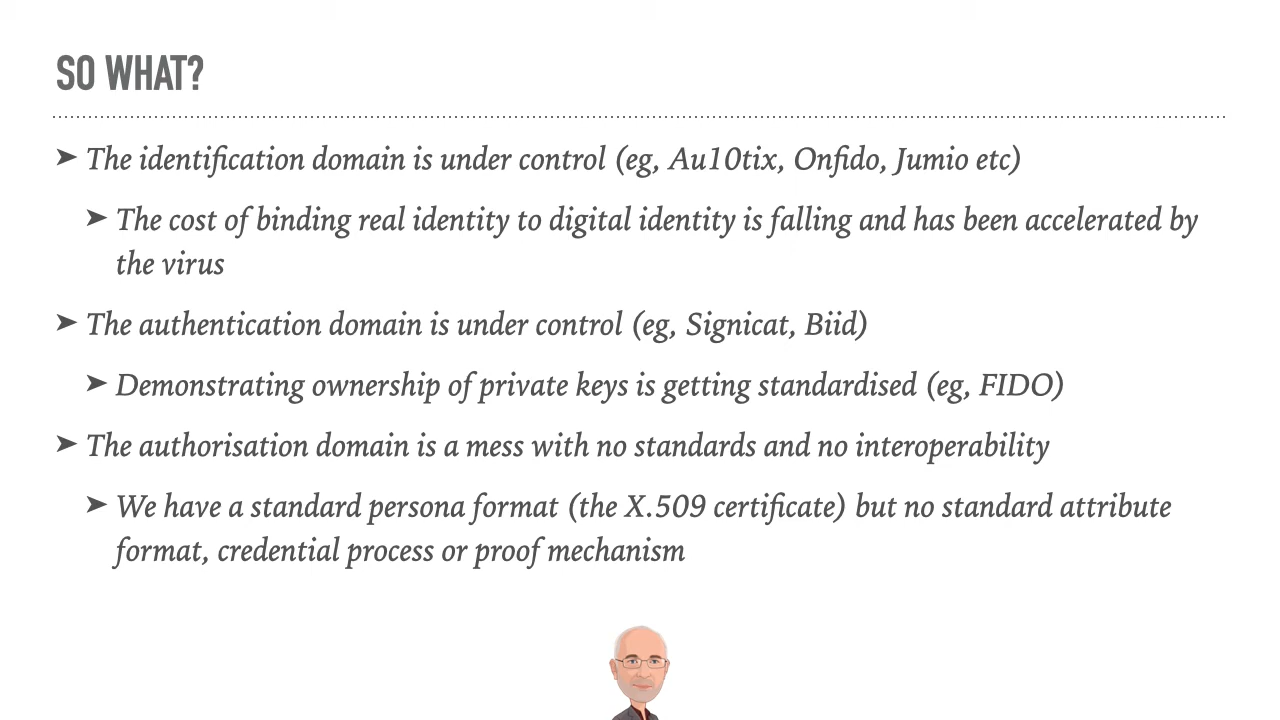 SO WHAT?
➤ The identification domain is under control (eg, Au10tix, Onfido, Jumio etc)
➤ The cost of binding real identity to digital identity is falling and has been accelerated by
the virus
➤ The authentication domain is under control (eg, Signicat, Biid)
➤ Demonstrating ownership of private keys is getting standardised (eg, FIDO)
➤ The authorisation domain is a mess with no standards and no interoperability
➤ We have a standard persona format (the X.509 certificate) but no standard attribute
format, credential process or proof mechanism